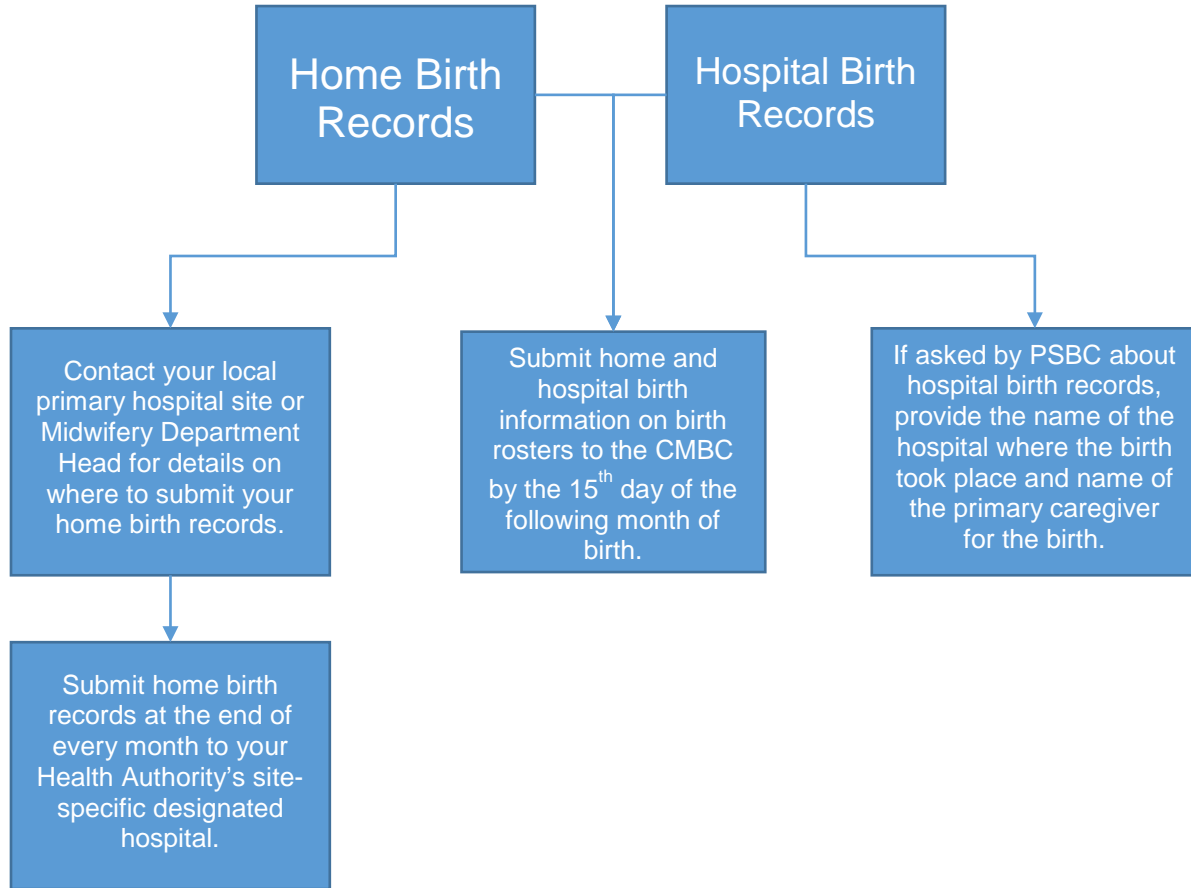 Home Birth
Records
Hospital Birth
Records
Contact your local
primary hospital site or
Midwifery Department
Head for details on
where to submit your
home birth records.
Submit home and
hospital birth
information on birth
rosters to the CMBC
by the 15th day of the
following month of
birth.
If asked by PSBC about
hospital birth records,
provide the name of the
hospital where the birth
took place and name of
the primary caregiver
for the birth.
Submit home birth
records at the end of
every month to your
Health Authority’s site-
specific designated
hospital.